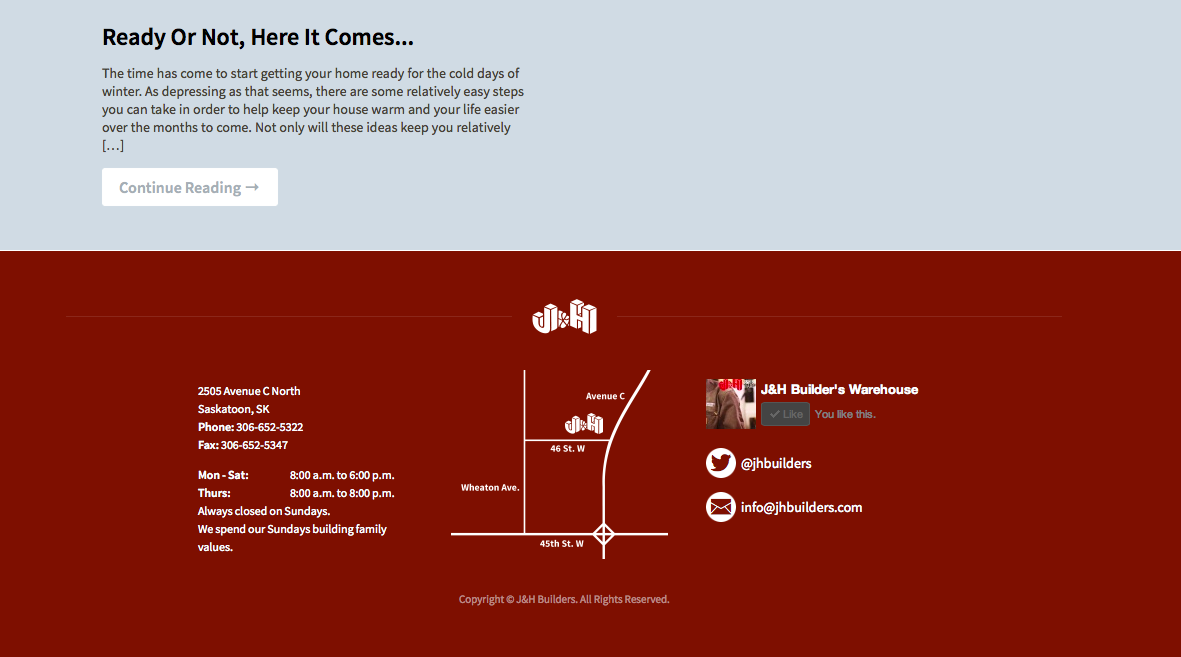 Ready Or Not, Here It Comes...
The time has come to start getting your home ready for the cold days of
winter. As depressing as that seems, there are some relatively easy steps
you can take in order to help keep your house warm and your life easier
over the months to come. Not only will these ideas keep you relatively
[…]
Continue Reading →
J&H
2505 Avenue C North
Saskatoon, SK
Phone: 306-652-5322
Fax: 306-652-5347
Mon - Sat: 8:00 a.m. to 6:00 p.m.
Thurs: 8:00 a.m. to 8:00 p.m.
Always closed on Sundays.
We spend our Sundays building family
values.
Avenue C
J&H
46 St. W
Wheaton Ave.
45th St. W
J&H
J&H Builder's Warehouse
Like You like this.
@jhbuilders
info@jhbuilders.com
Copyright © J&H Builders. All Rights Reserved.